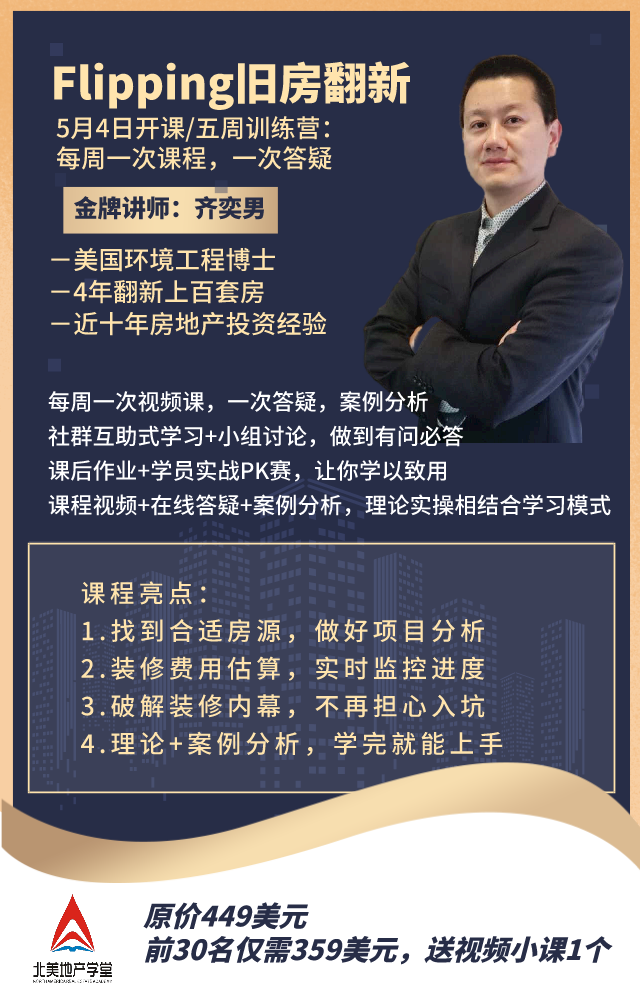 Flipping旧房翻新
5月4日开课/五周训练营：
每周一次课程，一次答疑
金牌讲师：齐奕男
－美国环境工程博士
－4年翻新上百套房
－近十年房地产投资经验
每周一次视频课，一次答疑，案例分析
社群互助式学习+小组讨论，做到有问必答
课后作业+学员实战PK赛，让你学以致用
课程视频+在线答疑+案例分析，理论实操相结合学习模式
课程亮点：
1.找到合适房源，做好项目分析
2.装修费用估算，实时监控进度
3.破解装修内幕，不再担心入坑
4.理论+案例分析，学完就能上手
原价449美元
前30名仅需359美元，送视频小课1个
北美地产学堂
NORTH AMERICA REAL ESTATE ACADEMY